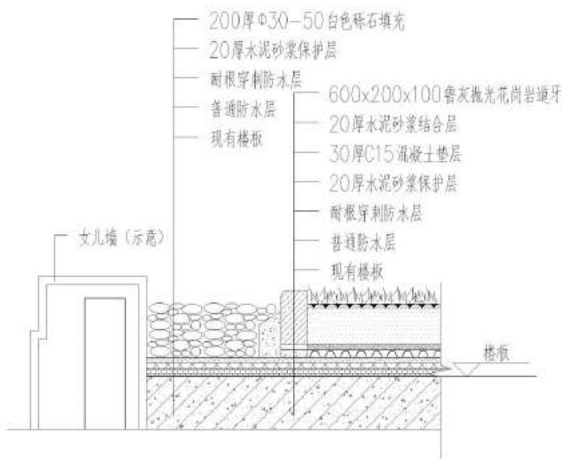 200厚Φ30-50白色砾石填充
20厚水泥砂浆保护层
耐根穿刺防水层
普通防水层
现有楼板
600x200x100鲁灰抛光花岗岩道牙
20厚水泥砂浆结合层
30厚C15混凝土垫层
20厚水泥砂浆保护层
耐根穿刺防水层
普通防水层
现有楼板
女儿墙（示意）
楼板